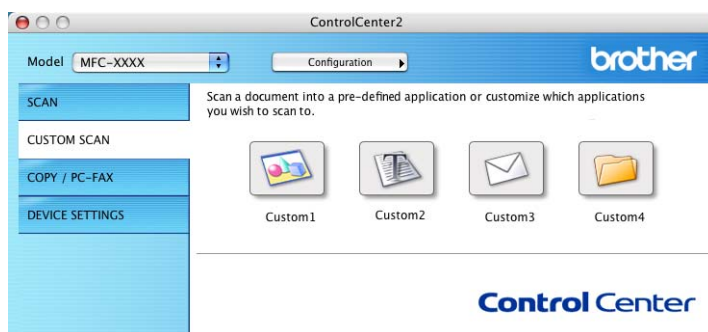 ControlCenter2
Model MFC-XXXX Configuration brother
SCAN
CUSTOM SCAN
COPY / PC-FAX
DEVICE SETTINGS
Scan a document into a pre-defined application or customize which applications
you wish to scan to.
T
Custom1 Custom2 Custom3 Custom4
Control Center